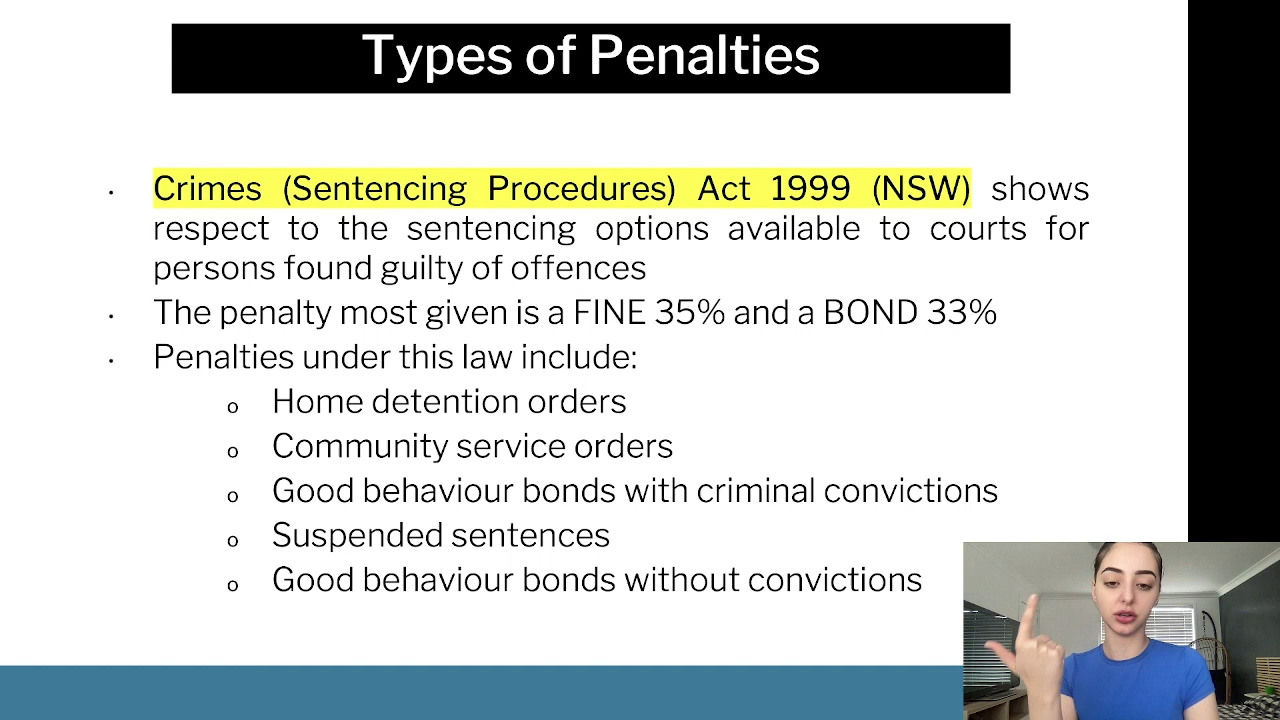 Types of Penalties
· Crimes (Sentencing Procedures) Act 1999 (NSW) shows
respect to the sentencing options available to courts for
persons found guilty of offences
· The penalty most given is a FINE 35% and a BOND 33%
· Penalties under this law include:
o Home detention orders
o Community service orders
o Good behaviour bonds with criminal convictions
o Suspended sentences
o Good behaviour bonds without convictions